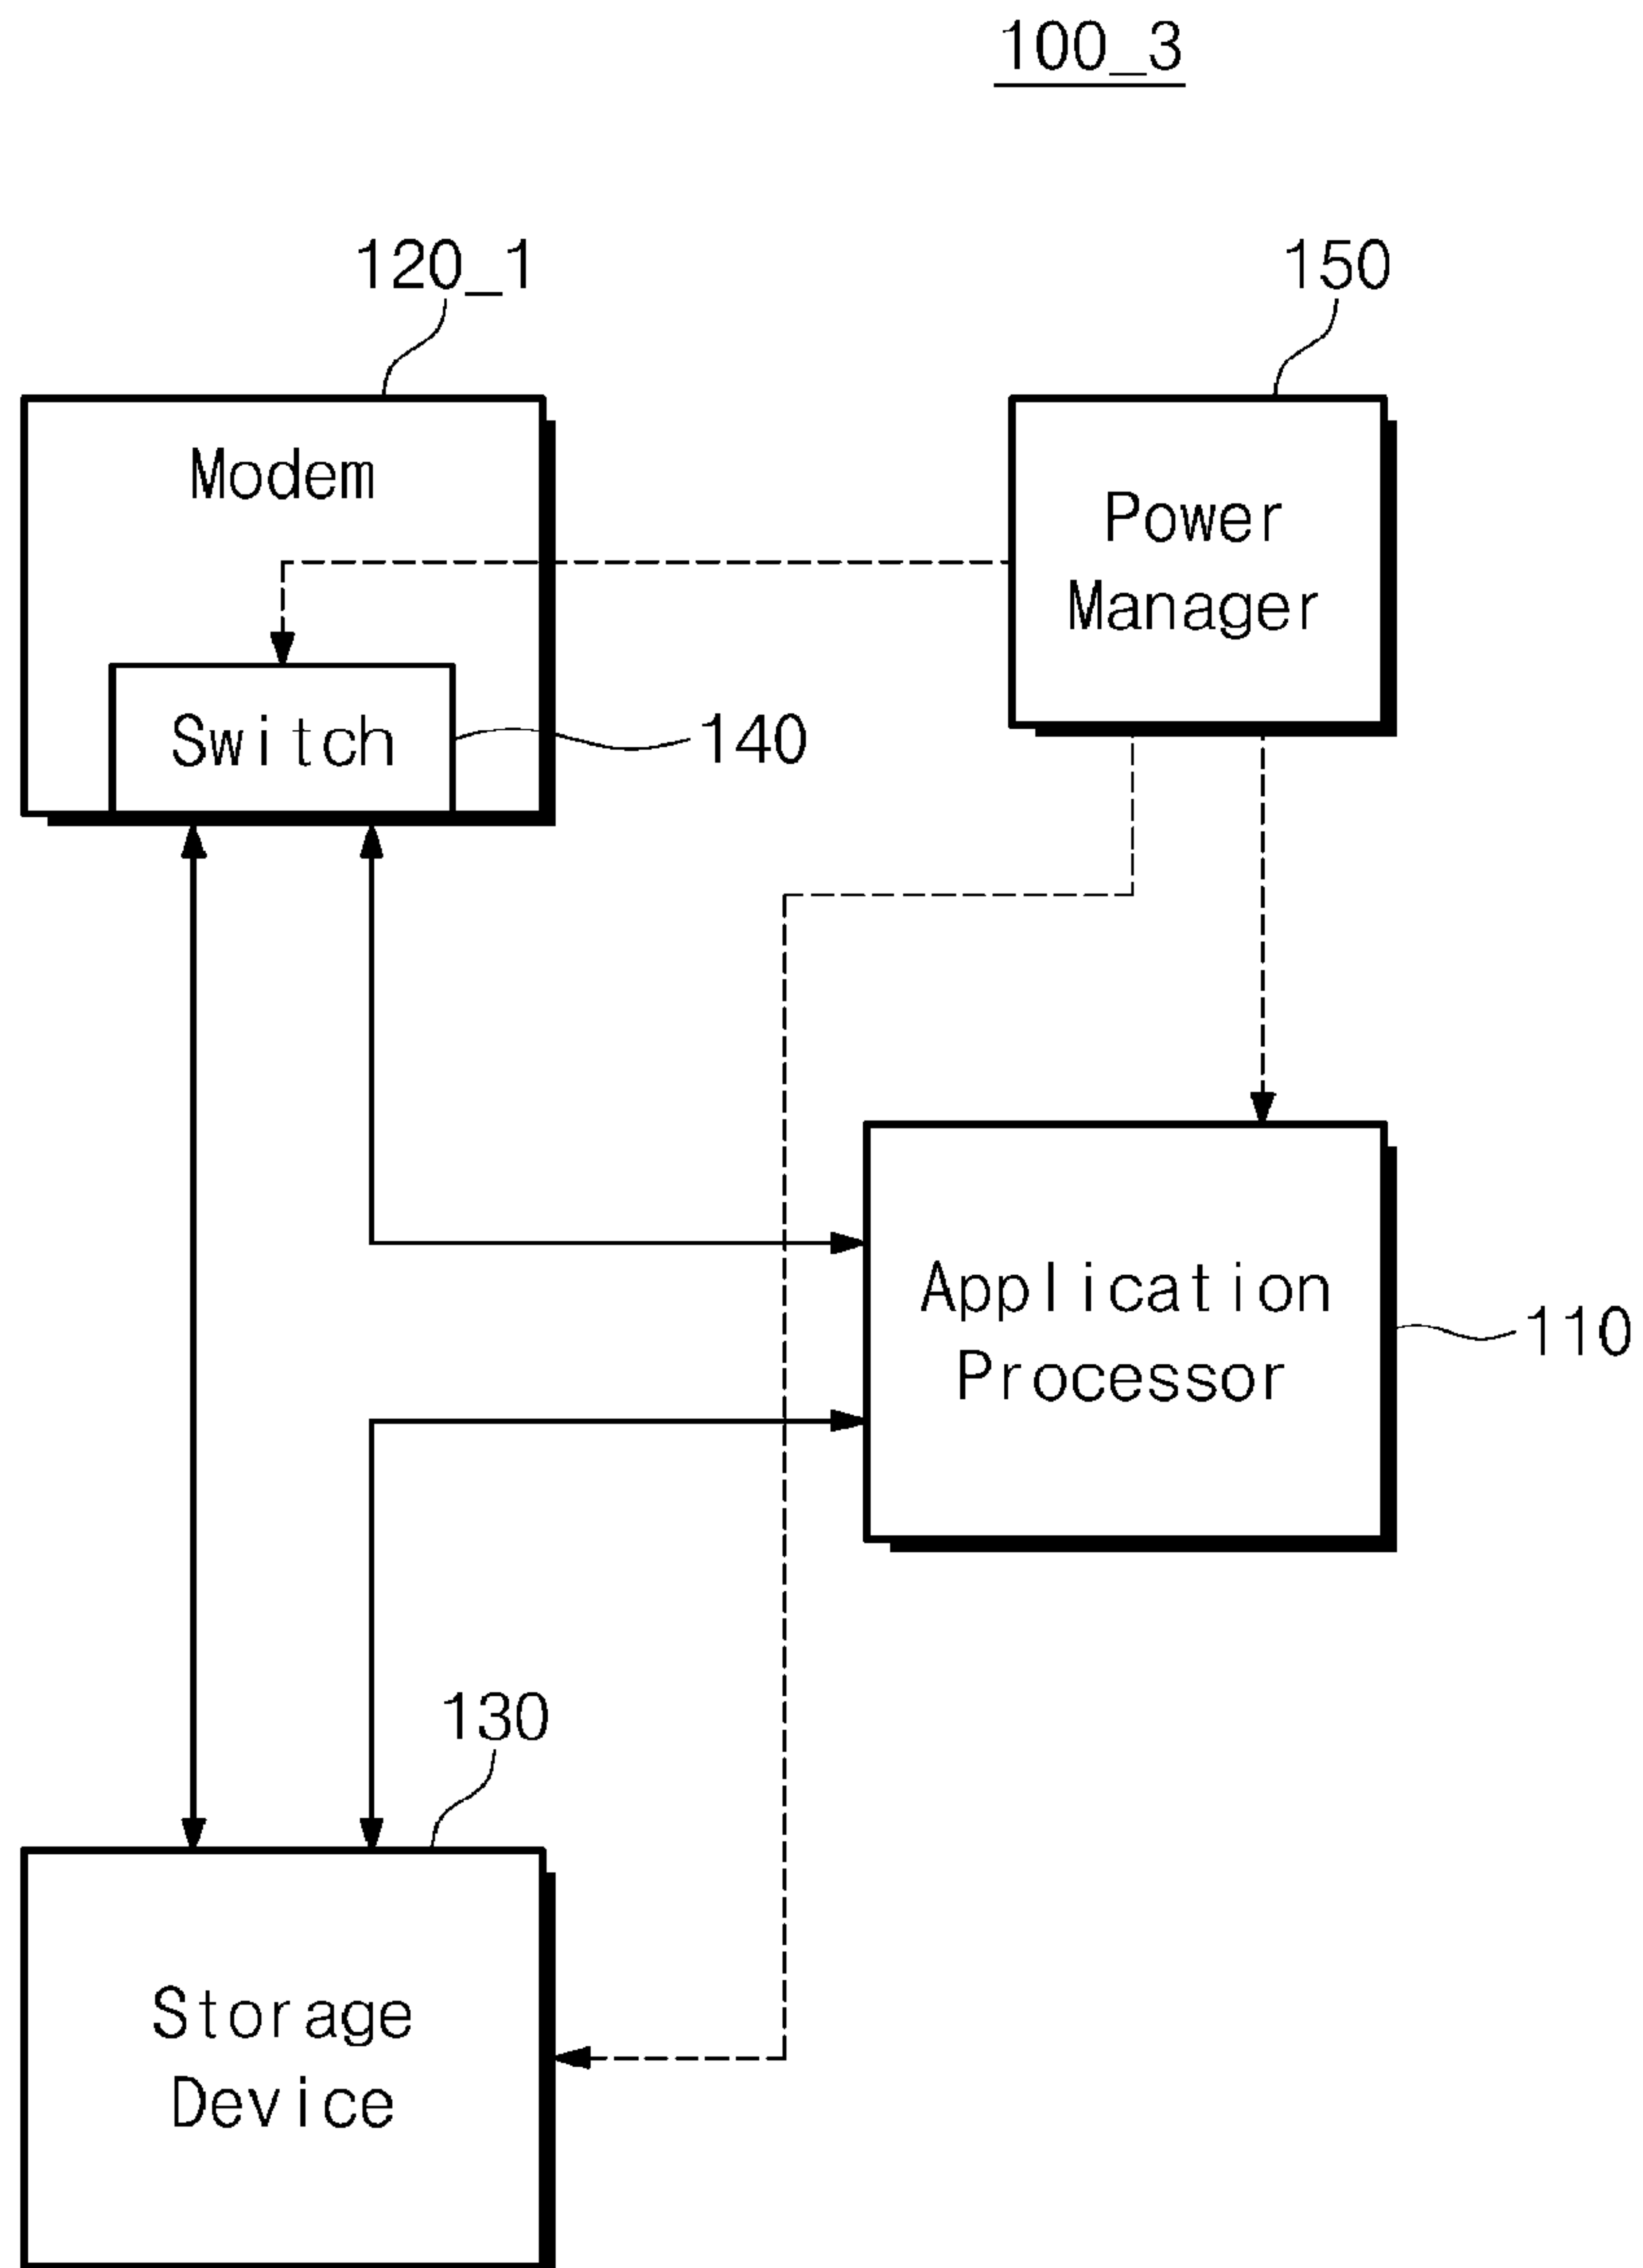 100_3
120_1
150
Modem
Power
Manager
Switch
140
Application
Processor
110
130
Storage
Device